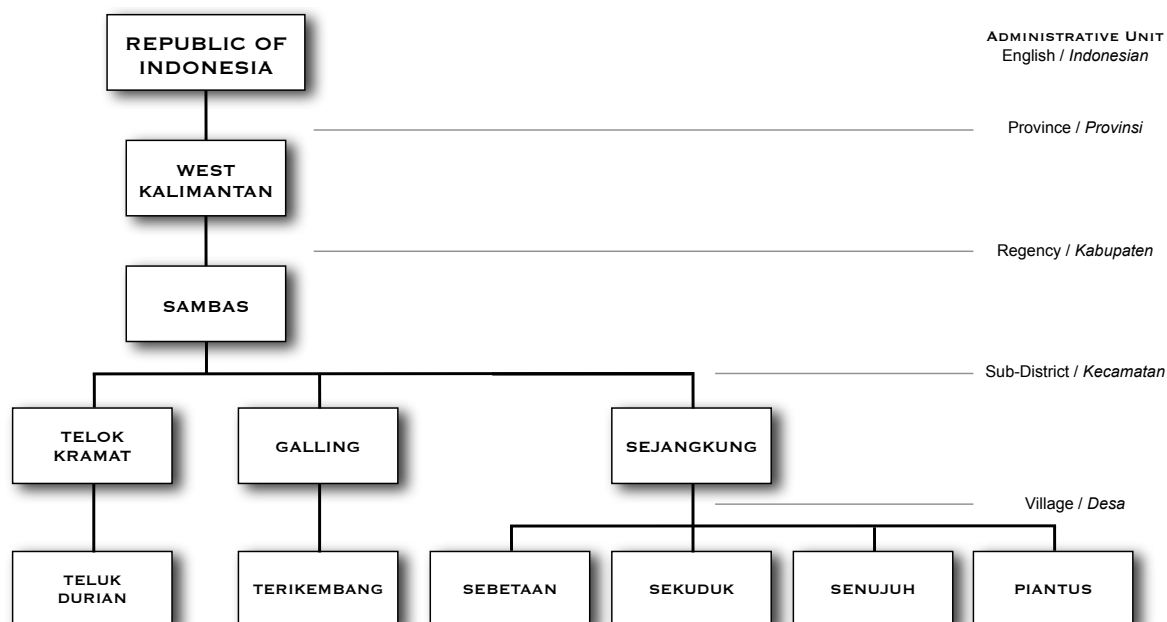 REPUBLIC OF
INDONESIA
ADMINISTRATIVE UNIT
English / Indonesian
Province / Provinsi
WEST
KALIMANTAN
Regency / Kabupaten
SAMBAS
Sub-District / Kecamatan
TELOK
KRAMAT
GALLING
SEJANGKUNG
Village / Desa
TELUK
DURIAN
TERIKEMBANG
SEBETAAN
SEKUDUK
SENUJUH
PIANTUS